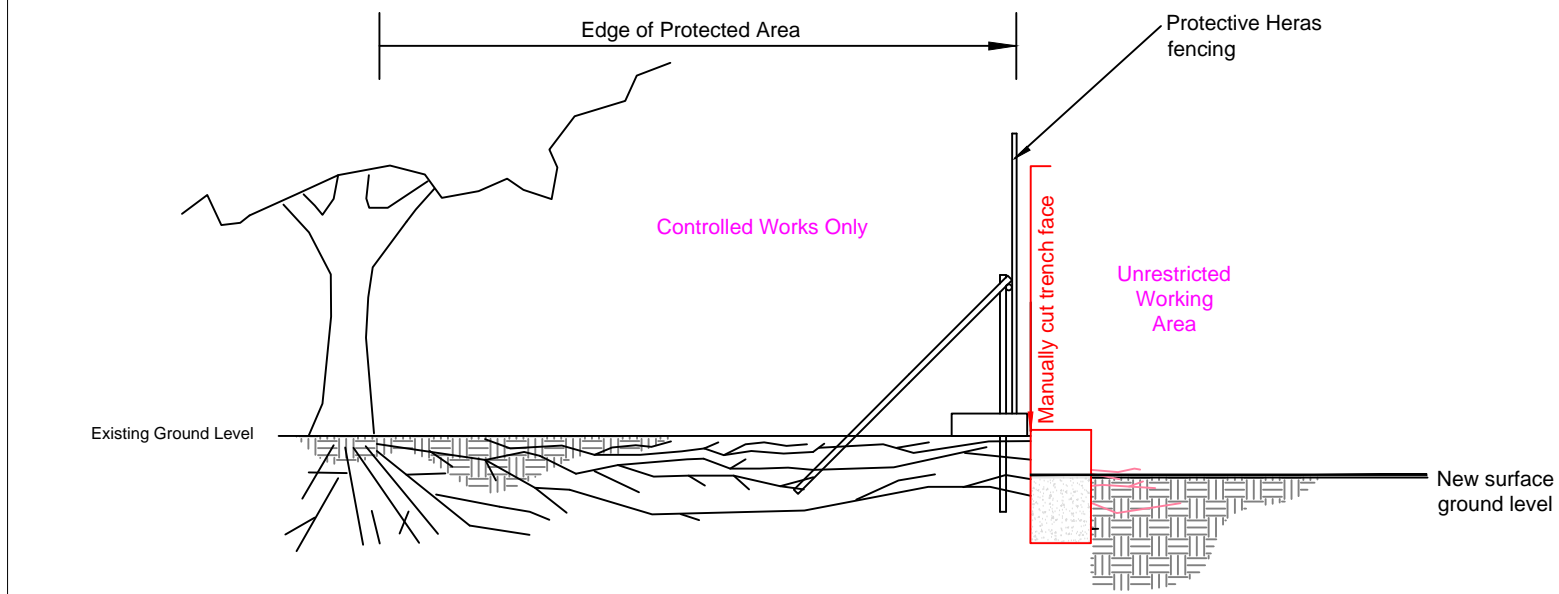 Edge of Protected Area
Protective Heras
fencing
Controlled Works Only
Manually cut trench face
Unrestricted
Working
Area
Existing Ground Level
New surface
ground level